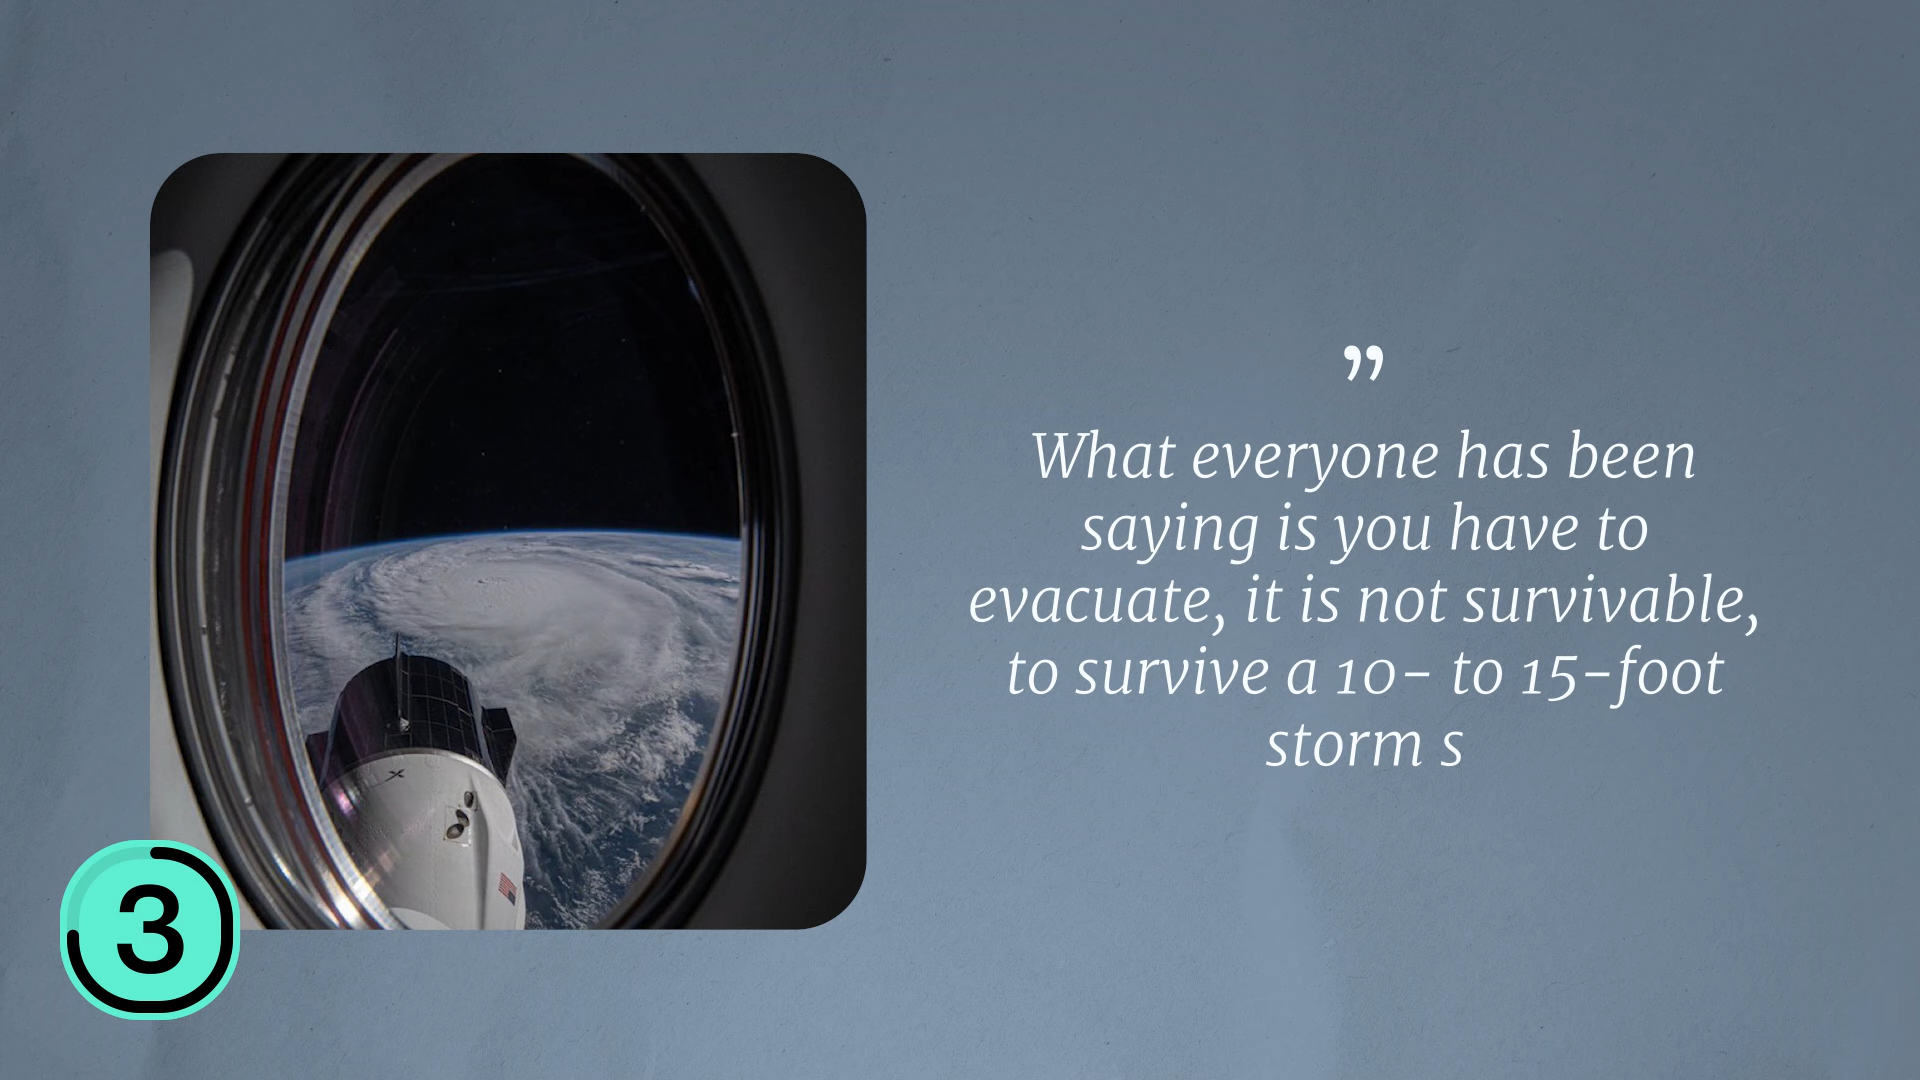 ”
What everyone has been
saying is you have to
evacuate, it is not survivable,
to survive a 10- to 15-foot
storm s
3